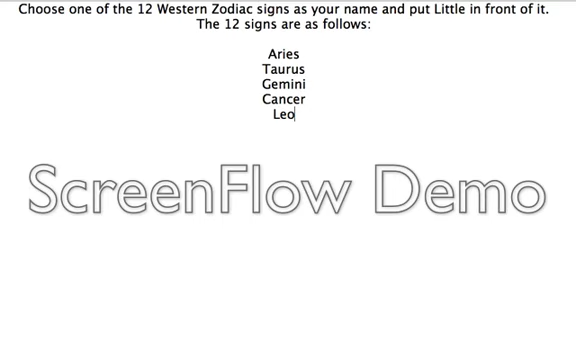 Choose one of the 12 Western Zodiac signs as your name and put Little in front of it.
The 12 signs are as follows:
Aries
Taurus
Gemini
Cancer
Leo
ScreenFlow Demo